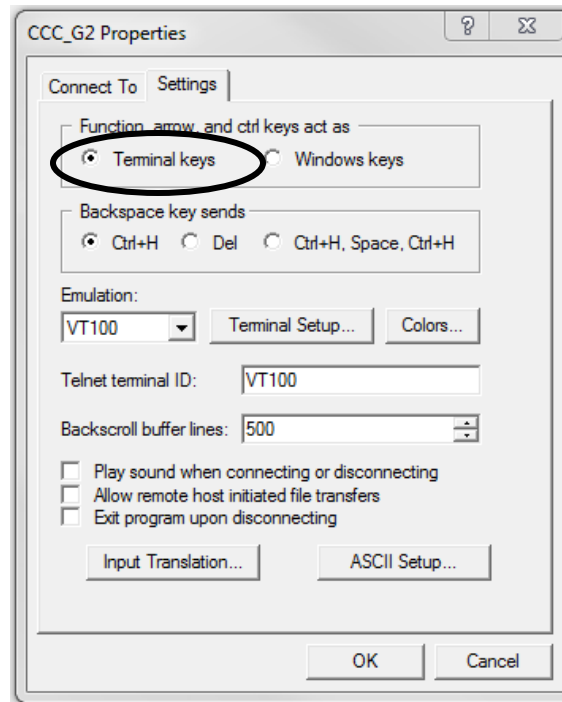 CCC_G2 Properties
Connect To Settings
Function, arrow, and ctrl keys act as
Terminal keys Windows keys
Backspace key sends
Ctrl+H Del Ctrl+H, Space, Ctrl+H
Emulation:
VT100 Terminal Setup... Colors...
Telnet terminal ID: VT100
Backscroll buffer lines: 500
Play sound when connecting or disconnecting
Allow remote host initiated file transfers
Exit program upon disconnecting
Input Translation... ASCII Setup...
OK Cancel